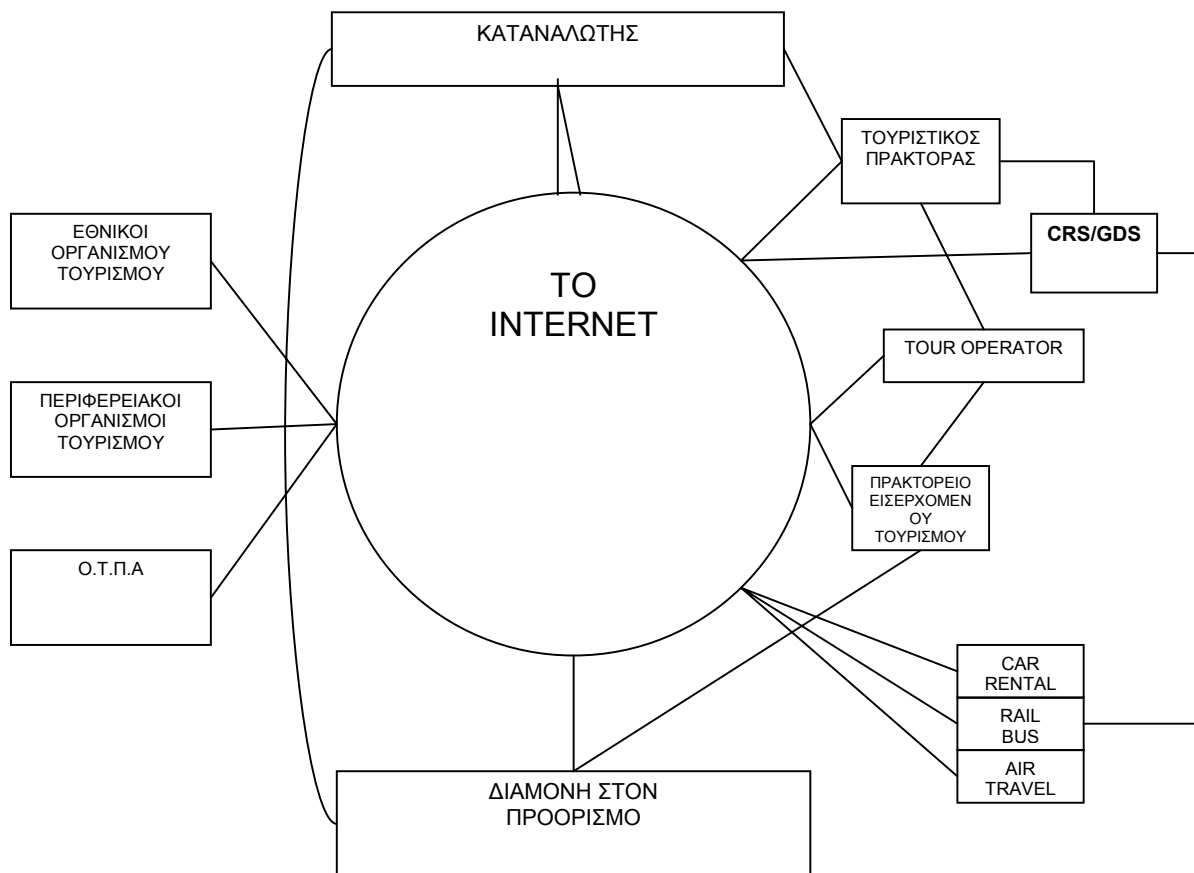 ΚΑΤΑΝΑΛΩΤΗΣ
ΤΟΥΡΙΣΤΙΚΟΣ
ΠΡΑΚΤΟΡΑΣ
CRS/GDS
ΕΘΝΙΚΟΙ
ΟΡΓΑΝΙΣΜΟΥ
ΤΟΥΡΙΣΜΟΥ
ΤΟ
INTERNET
TOUR OPERATOR
ΠΕΡΙΦΕΡΕΙΑΚΟΙ
ΟΡΓΑΝΙΣΜΟΙ
ΤΟΥΡΙΣΜΟΥ
ΠΡΑΚΤΟΡΕΙΟ
ΕΙΣΕΡΧΟΜΕΝ
ΟΥ
ΤΟΥΡΙΣΜΟΥ
Ο.Τ.Π.Α
CAR
RENTAL
RAIL
BUS
AIR
TRAVEL
ΔΙΑΜΟΝΗ ΣΤΟΝ
ΠΡΟΟΡΙΣΜΟ